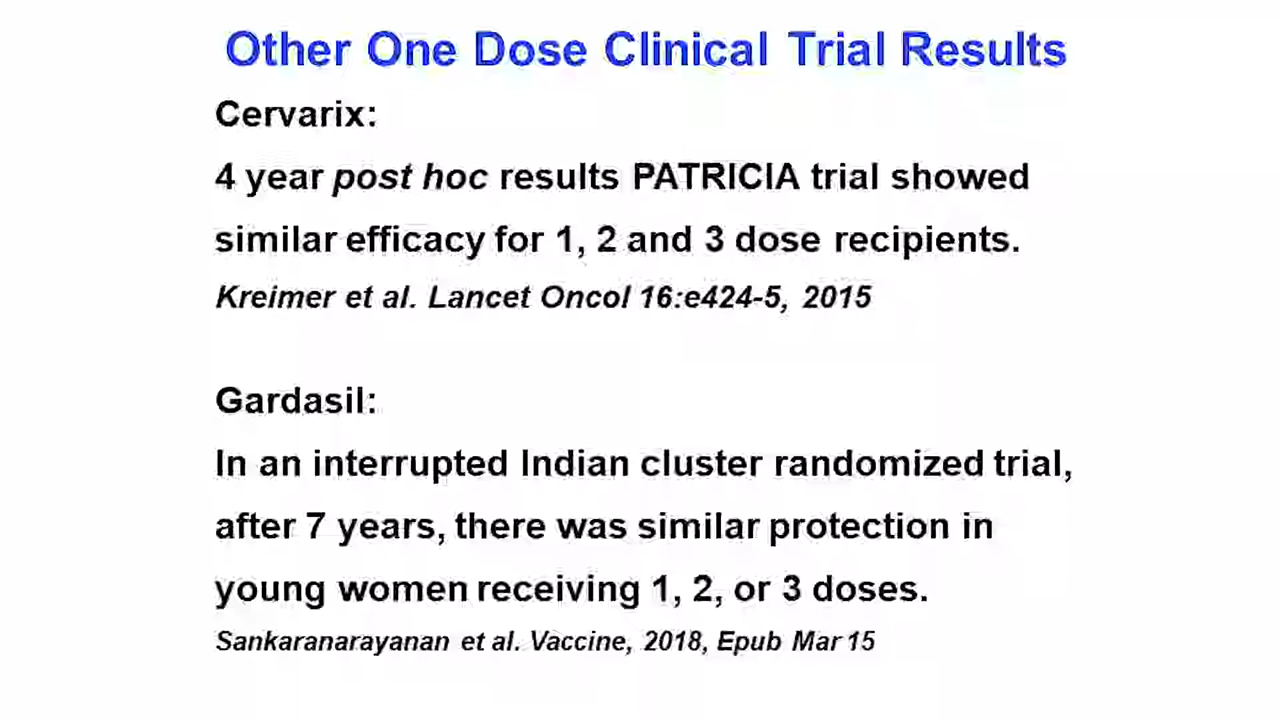 Other One Dose Clinical Trial Results
Cervarix:
4 year post hoc results PATRICIA trial showed
similar efficacy for 1, 2 and 3 dose recipients.
Kreimer et al. Lancet Oncol 16:e424-5, 2015
Gardasil:
In an interrupted Indian cluster randomized trial,
after 7 years, there was similar protection in
young women receiving 1, 2, or 3 doses.
Sankaranarayanan et al. Vaccine, 2018, Epub Mar 15